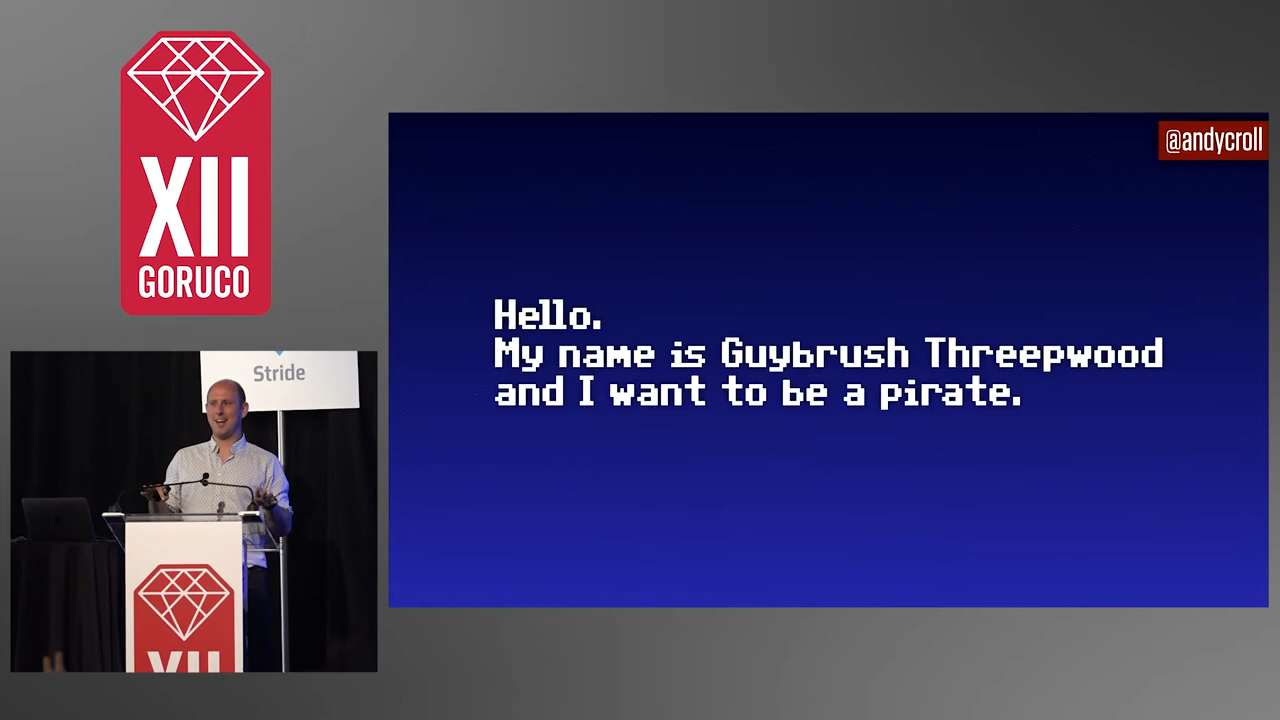 XII
GORUCO
@andycroll
Hello.
My name is Guybrush Threepwood
and I want to be a pirate.
Stride
XII